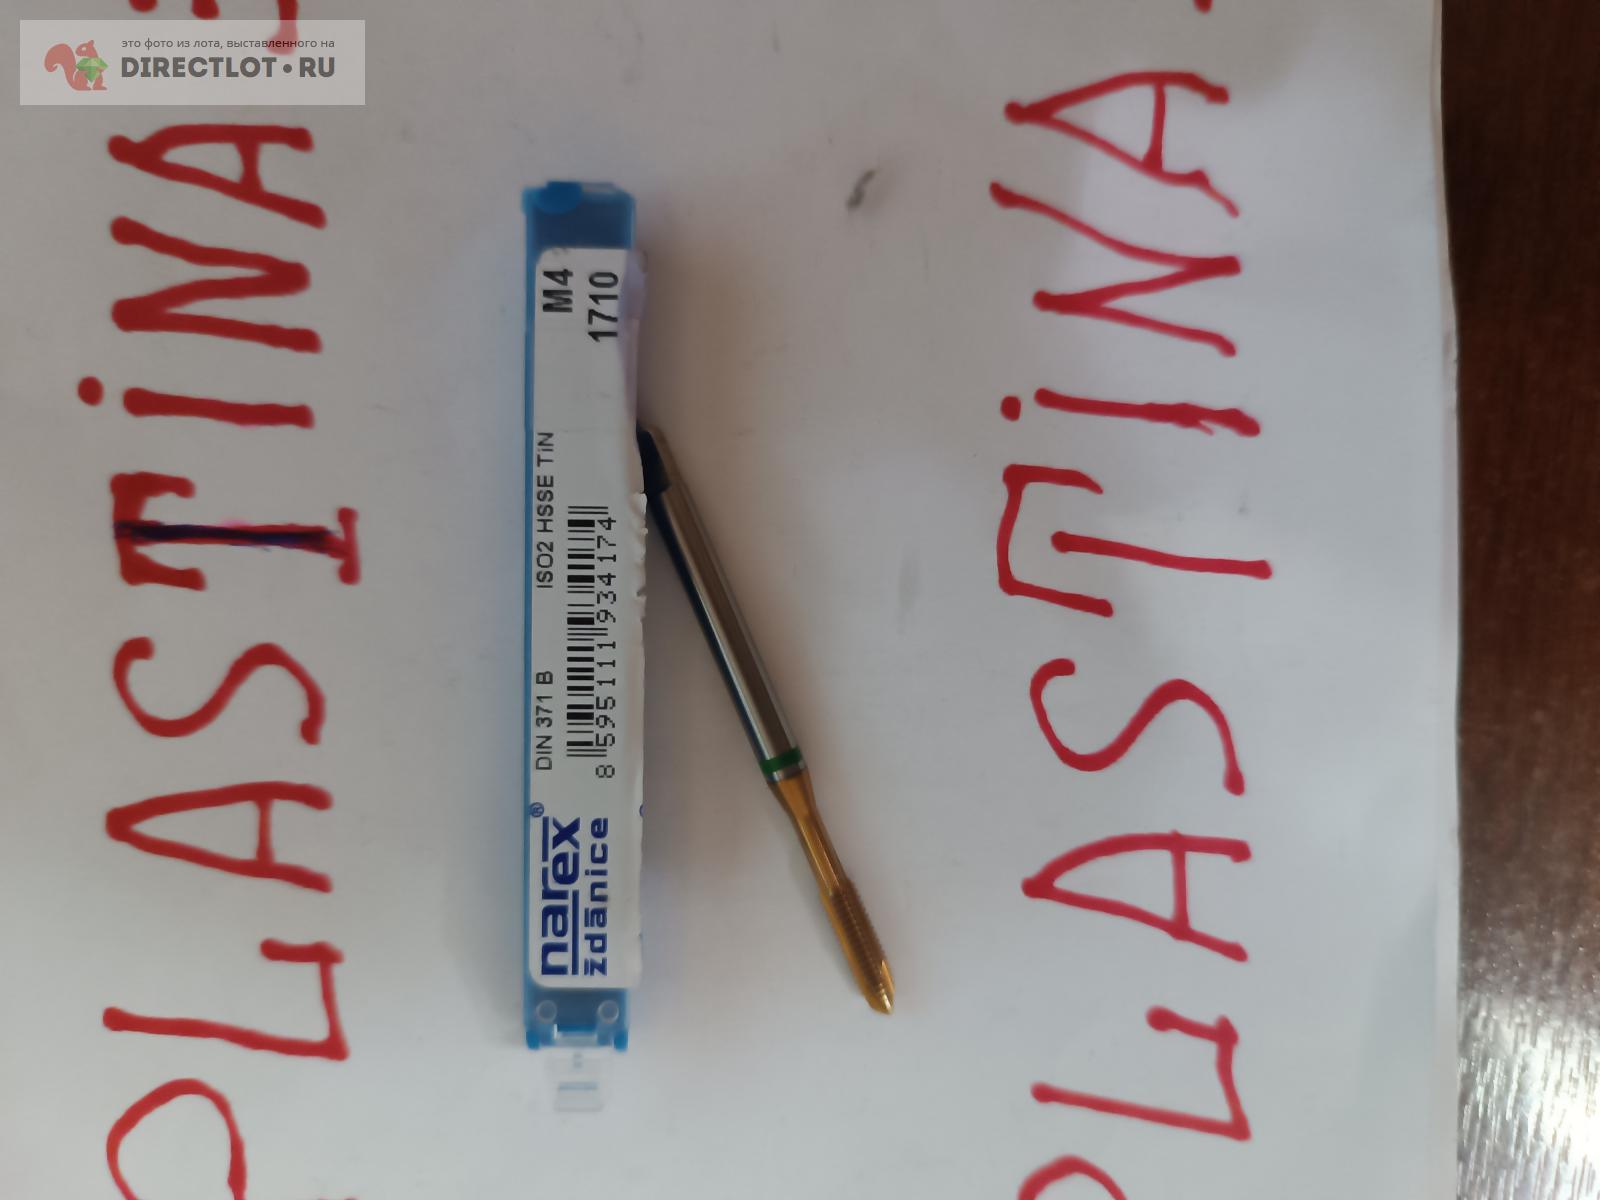 это фото из лота, выставленного на
DIRECTLOT•RU
PLASTINA
narex®
ždánice
DIN 371 B
ISO2 HSSE TiN
8 595111 934174
M4
1710
PLASTINA